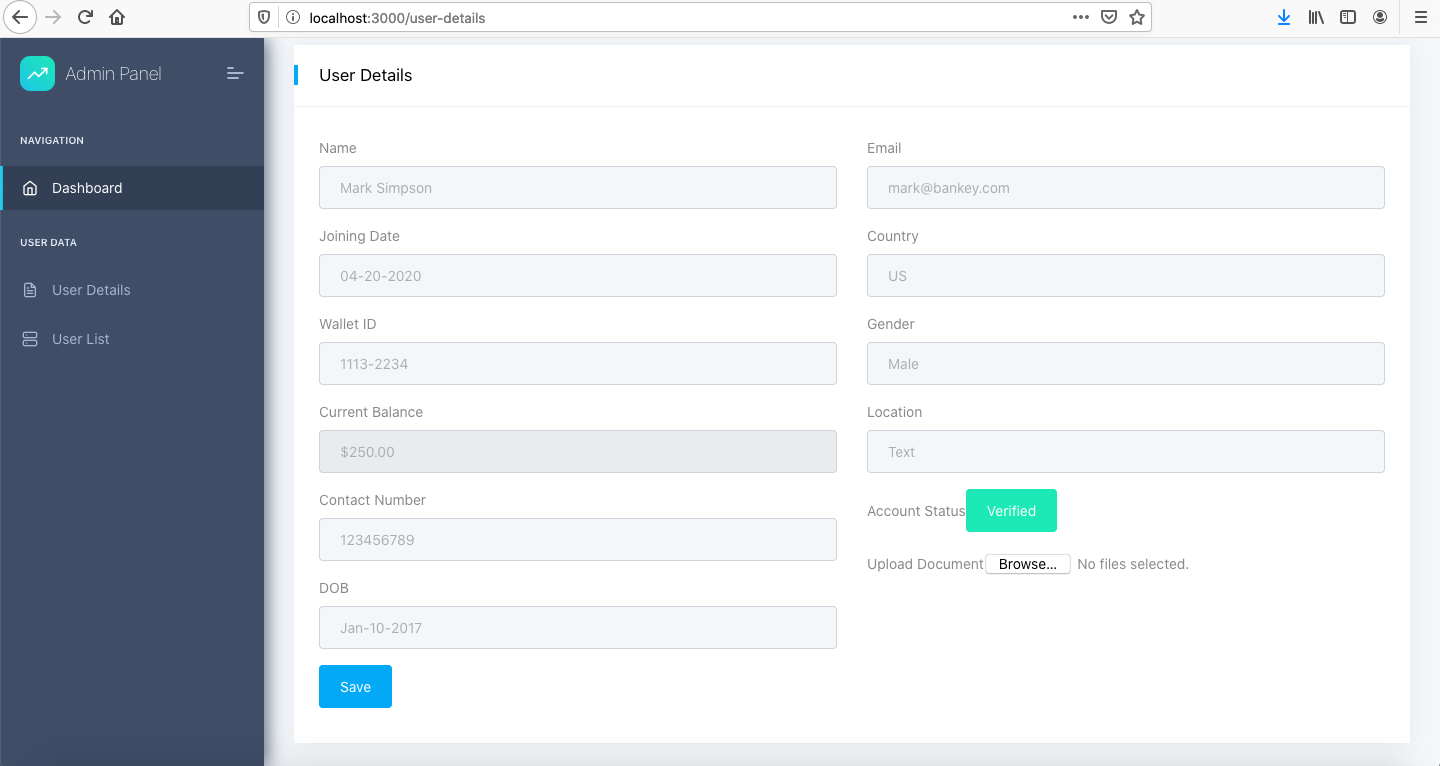 localhost:3000/user-details
Admin Panel
NAVIGATION
Dashboard
USER DATA
User Details
User List
User Details
Name
Mark Simpson
Joining Date
04-20-2020
Wallet ID
1113-2234
Current Balance
$250.00
Contact Number
123456789
DOB
Jan-10-2017
Save
Email
mark@bankey.com
Country
US
Gender
Male
Location
Text
Account Status Verified
Upload Document Browse... No files selected.